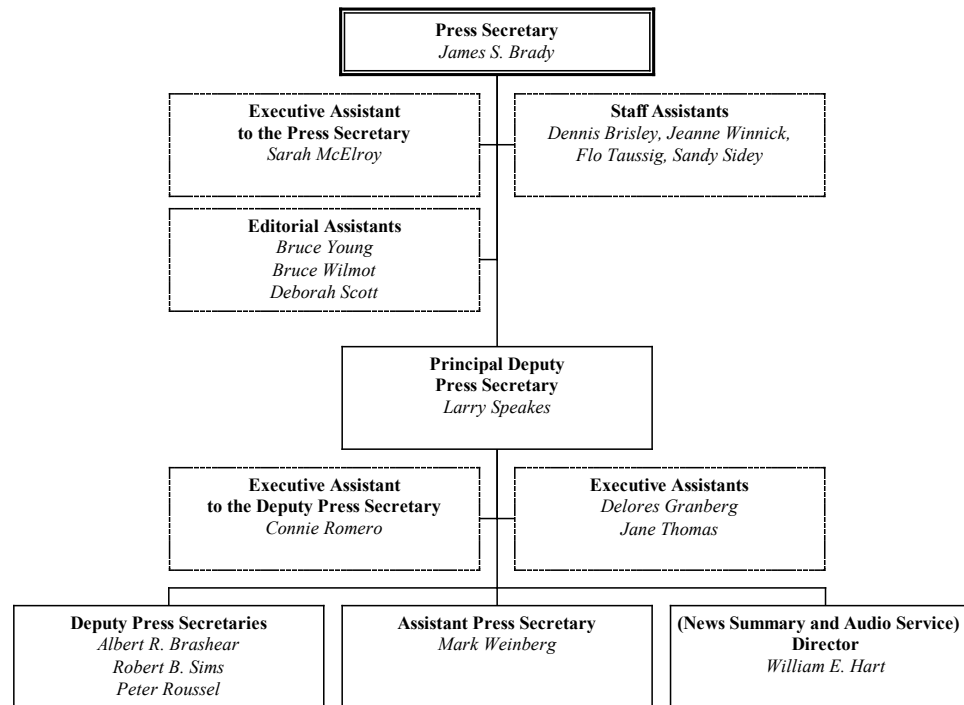 Press Secretary
James S. Brady
Executive Assistant
to the Press Secretary
Sarah McElroy
Staff Assistants
Dennis Brisley, Jeanne Winnick,
Flo Taussig, Sandy Sidey
Editorial Assistants
Bruce Young
Bruce Wilmot
Deborah Scott
Principal Deputy
Press Secretary
Larry Speakes
Executive Assistant
to the Deputy Press Secretary
Connie Romero
Executive Assistants
Delores Granberg
Jane Thomas
Deputy Press Secretaries
Albert R. Brashear
Robert B. Sims
Peter Roussel
Assistant Press Secretary
Mark Weinberg
(News Summary and Audio Service)
Director
William E. Hart